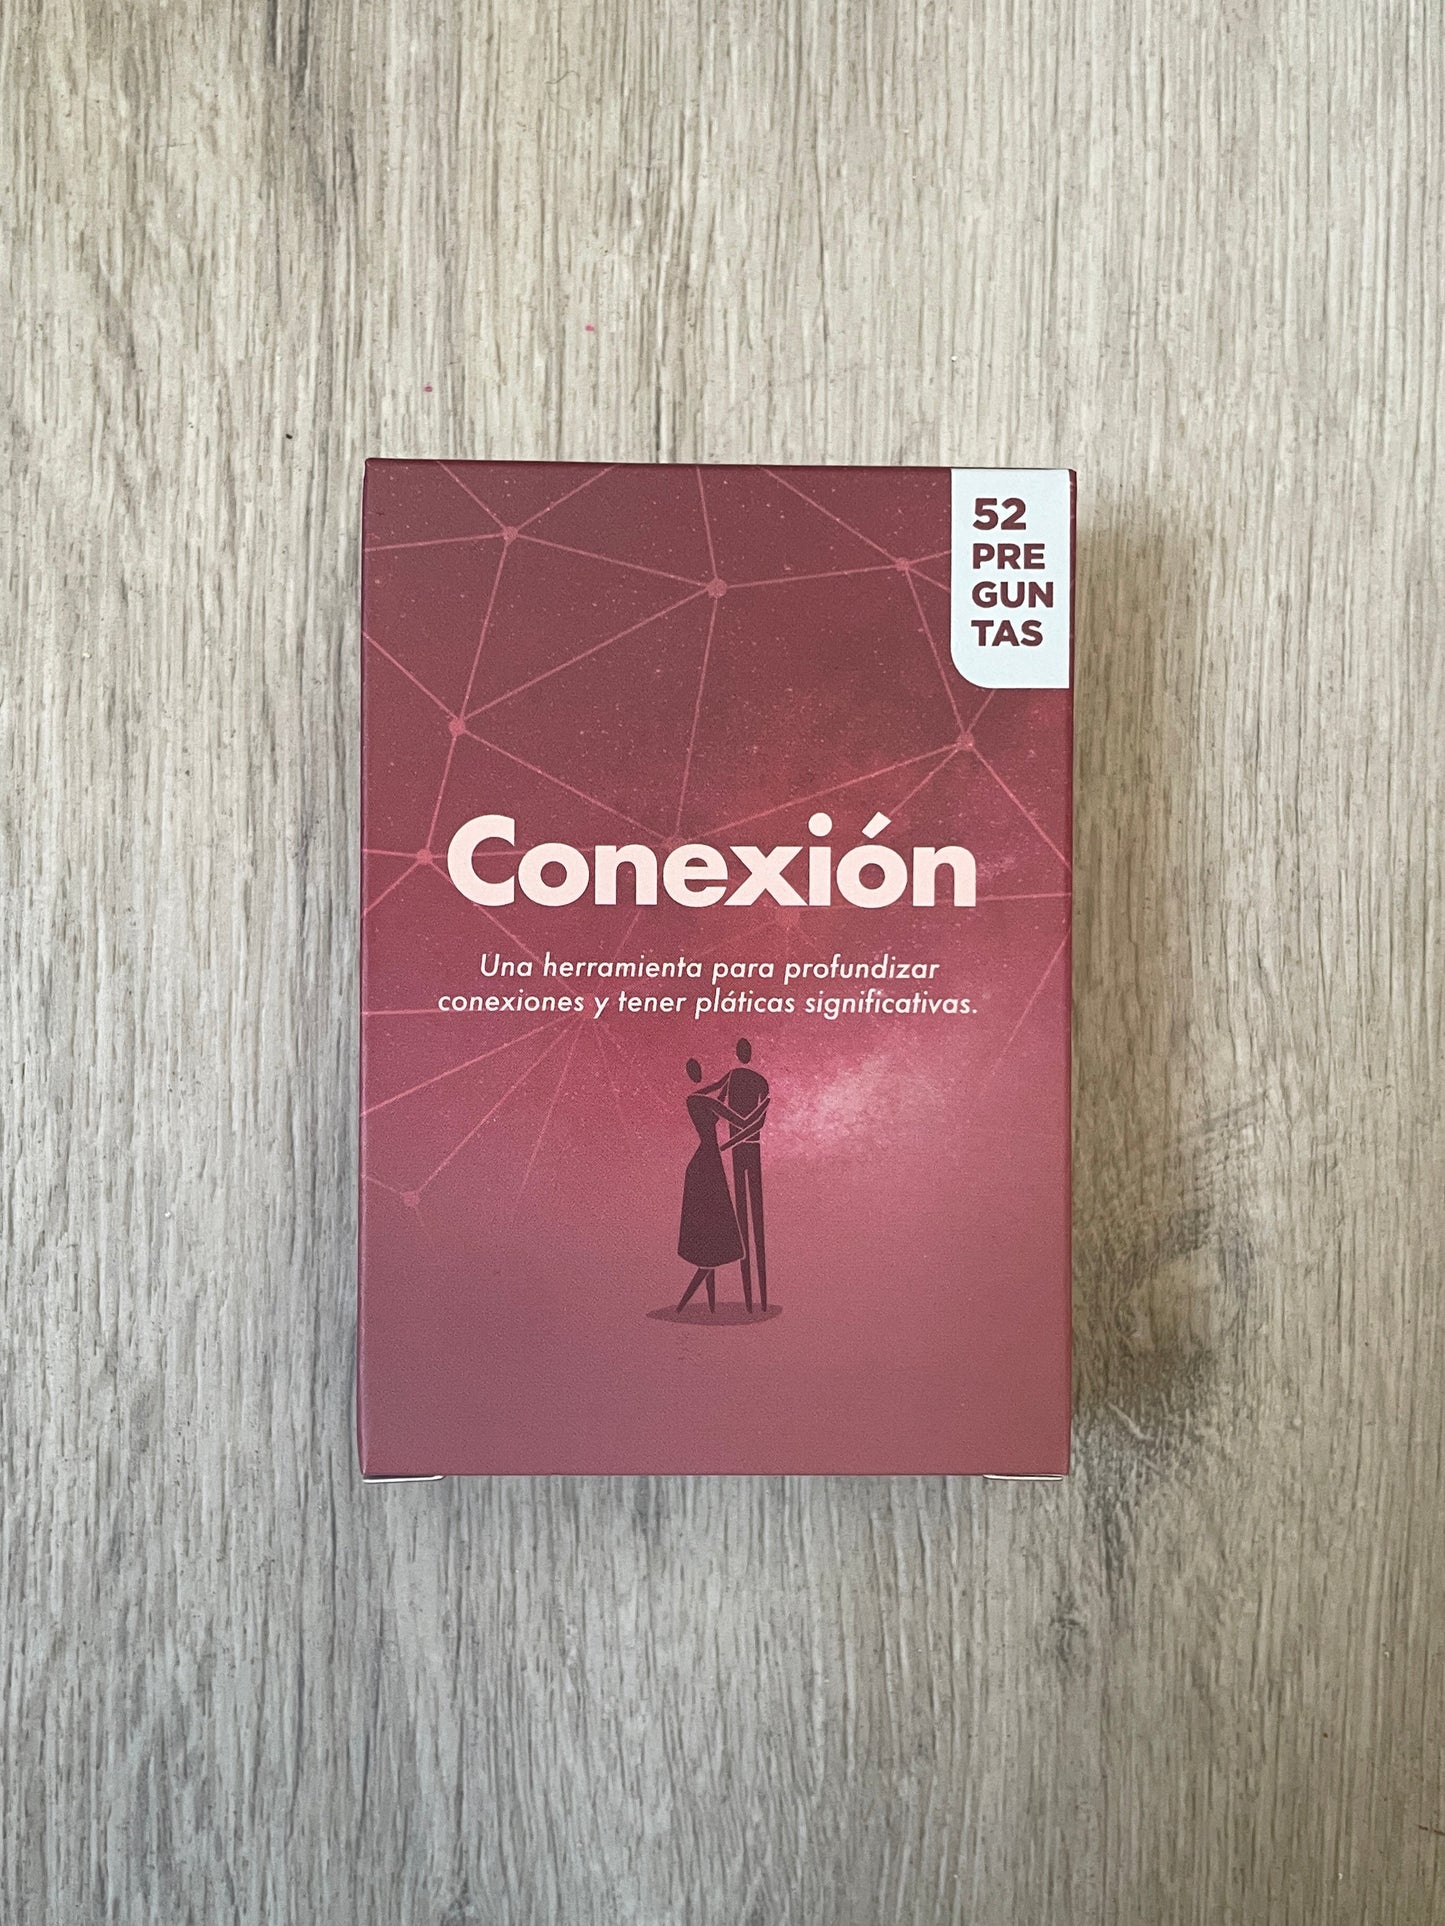 52
PRE
GUN
TAS
Conexión
Una herramienta para profundizar
conexiones y tener pláticas significativas.